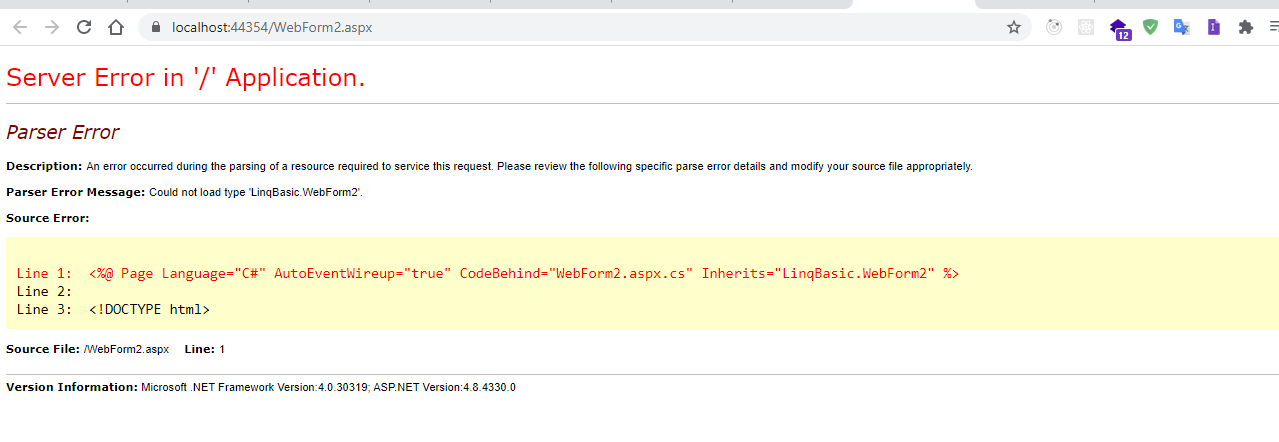 localhost:44354/WebForm2.aspx
12
Server Error in '/' Application.
Parser Error
Description: An error occurred during the parsing of a resource required to service this request. Please review the following specific parse error details and modify your source file appropriately.
Parser Error Message: Could not load type 'LinqBasic.WebForm2'.
Source Error:
Line 1:  <%@ Page Language="C#" AutoEventWireup="true" CodeBehind="WebForm2.aspx.cs" Inherits="LinqBasic.WebForm2" %>
Line 2:
Line 3:  <!DOCTYPE html>
Source File: /WebForm2.aspx    Line: 1
Version Information: Microsoft .NET Framework Version:4.0.30319; ASP.NET Version:4.8.4330.0